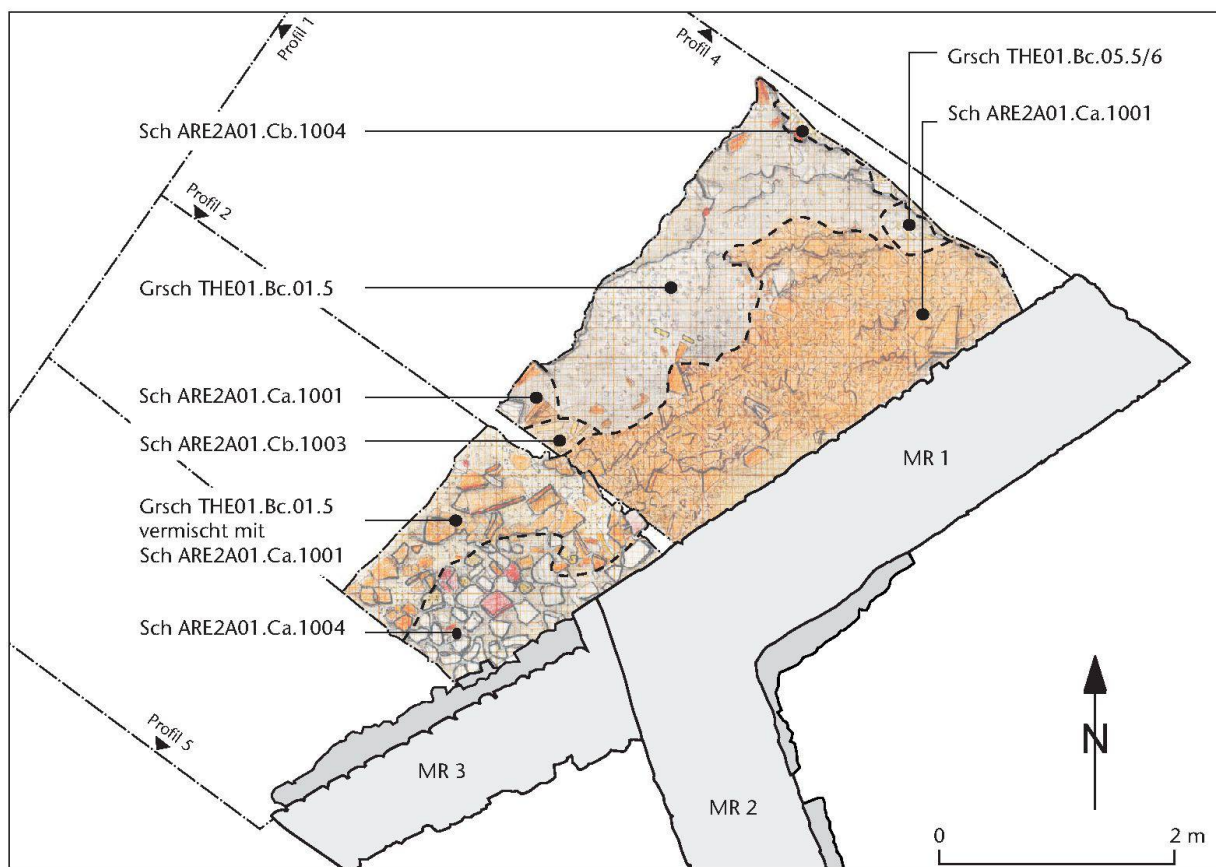 Profil 1
Profil 4
Grsch THE01.Bc.05.5/6
Sch ARE2A01.Ca.1001
Sch ARE2A01.Cb.1004
Profil 2
Grsch THE01.Bc.01.5
Sch ARE2A01.Ca.1001
Sch ARE2A01.Cb.1003
MR 1
Grsch THE01.Bc.01.5
vermischt mit
Sch ARE2A01.Ca.1001
Sch ARE2A01.Ca.1004
Profil 5
MR 3
MR 2
N
0
2 m